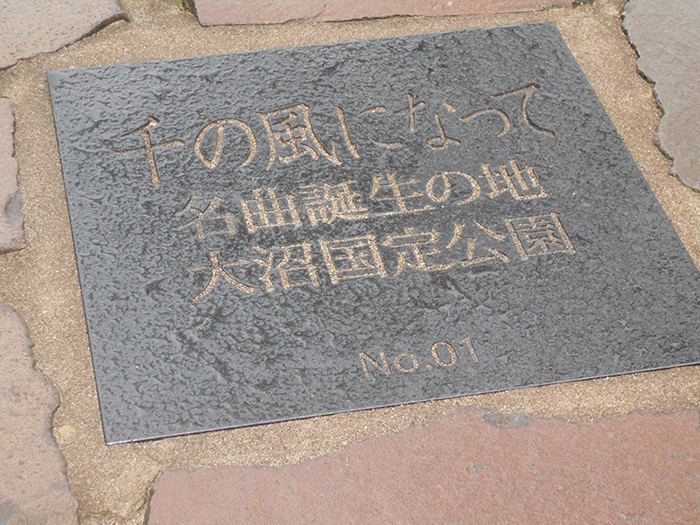 千の風になって
名曲誕生の地
大沼国定公園
No.01